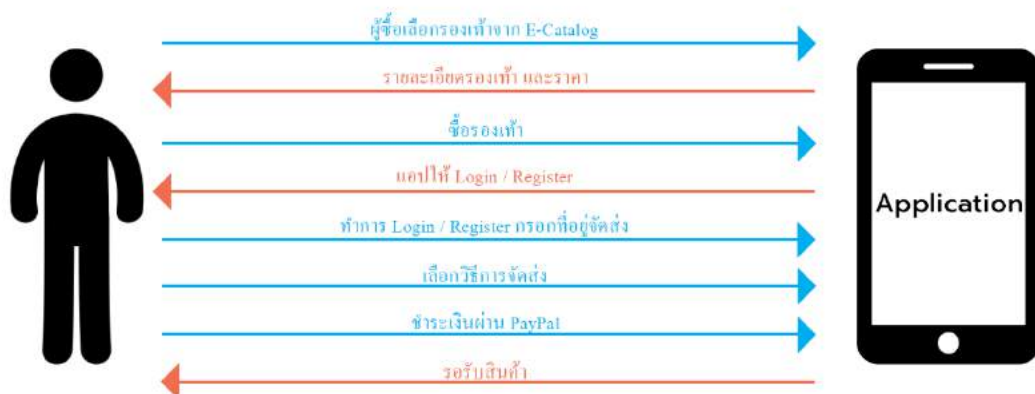 ผู้ซื้อเลือกรองเท้าจาก E-Catalog
รายละเอียดรองเท้า และราคา
ซื้อรองเท้า
แอปให้ Login / Register
Application
ทำการ Login / Register กรอกที่อยู่จัดส่ง
เลือกวิธีการจัดส่ง
ชำระเงินผ่าน PayPal
รอรับสินค้า